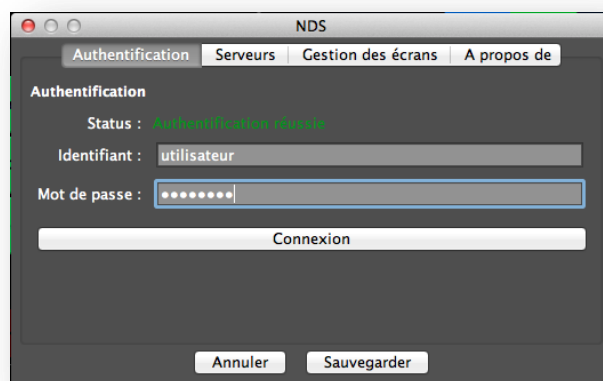 NDS
Authentification Serveurs Gestion des écrans A propos de
Authentification
Status : Authentification réussie
Identifiant : utilisateur
Mot de passe : ••••••••
Connexion
Annuler Sauvegarder